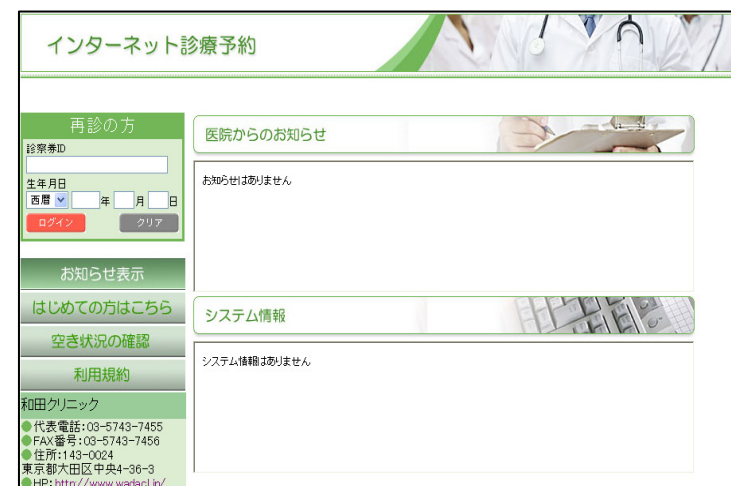 インターネット診療予約
再診の方
診察券ID
生年月日
西暦 年 月 日
ログイン クリア
お知らせ表示
はじめての方はこちら
空き状況の確認
利用規約
和田クリニック
代表電話:03-5743-7455
FAX番号:03-5743-7456
住所:143-0024
東京都大田区中央4-36-3
HP:http://www.wadacl.jp/
医院からのお知らせ
お知らせはありません
システム情報
システム情報はありません